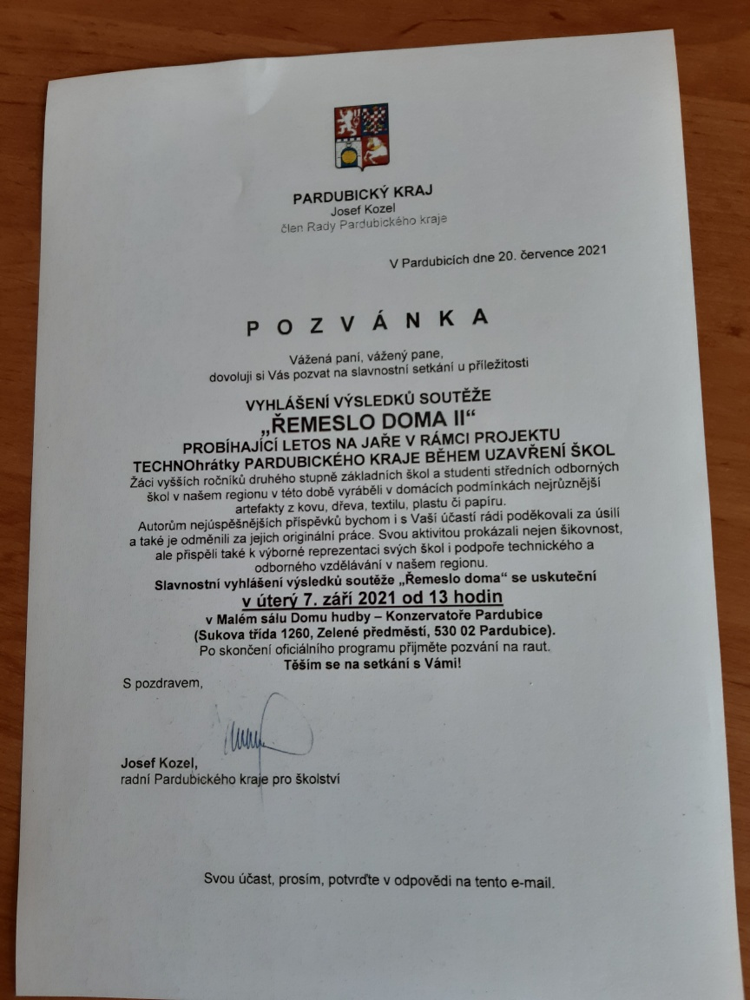 PARDUBICKÝ KRAJ
Josef Kozel
člen Rady Pardubického kraje
V Pardubicích dne 20. července 2021
POZVÁNKA
Vážená paní, vážený pane,
dovoluji si Vás pozvat na slavnostní setkání u příležitosti
VYHLÁŠENÍ VÝSLEDKŮ SOUTĚŽE
„ŘEMESLO DOMA II“
PROBÍHAJÍCÍ LETOS NA JAŘE V RÁMCI PROJEKTU
TECHNOhrátky PARDUBICKÉHO KRAJE BĚHEM UZAVŘENÍ ŠKOL
Žáci vyšších ročníků druhého stupně základních škol a studenti středních odborných
škol v našem regionu v této době vyráběli v domácích podmínkách nejrůznější
artefakty z kovu, dřeva, textilu, plastu či papíru.
Autorům nejúspěšnějších příspěvků bychom i s Vaší účastí rádi poděkovali za úsilí
a také je odměnili za jejich originální práce. Svou aktivitou prokázali nejen šikovnost,
ale přispěli také k výborné reprezentaci svých škol i podpoře technického a
odborného vzdělávání v našem regionu.
Slavnostní vyhlášení výsledků soutěže „Řemeslo doma“ se uskuteční
v úterý 7. září 2021 od 13 hodin
v Malém sálu Domu hudby – Konzervatoře Pardubice
(Sukova třída 1260, Zelené předměstí, 530 02 Pardubice).
Po skončení oficiálního programu přijměte pozvání na raut.
Těším se na setkání s Vámi!
S pozdravem,
Josef Kozel,
radní Pardubického kraje pro školství
Svou účast, prosím, potvrďte v odpovědi na tento e-mail.